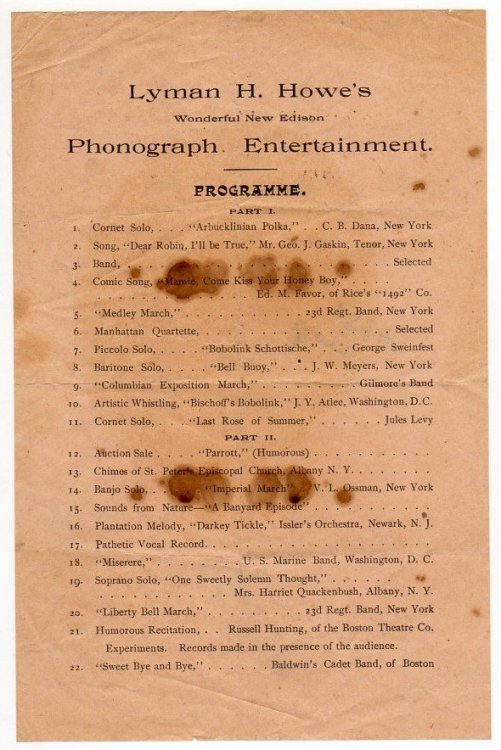 Lyman H. Howe's
Wonderful New Edison
Phonograph Entertainment.
PROGRAMME.
PART I.
1. Cornet Solo, . . . "Arbucklinian Polka," . . C. B. Dana, New York
2. Song, "Dear Robin, I'll be True," Mr. Geo. J. Gaskin, Tenor, New York
3. Band, . . . . . . . . . . . . . . . . . . . . Selected
4. Comic Song, "Mamie, Come Kiss Your Honey Boy," . . . . . .
. . . . . . . . . . . . . Ed. M. Favor, of Rice's "1492" Co.
5. "Medley March," . . . . . . . . . . 23d Regt. Band, New York
6. Manhattan Quartette, . . . . . . . . . . . . . . . Selected
7. Piccolo Solo, . . . . "Bobolink Schottische," . . . George Sweinfest
8. Baritone Solo, . . . . "Bell Buoy," . . . J. W. Meyers, New York
9. "Columbian Exposition March," . . . . . . . . . Gilmore's Band
10. Artistic Whistling, "Bischoff's Bobolink," J. Y. Atlee, Washington, D.C.
11. Cornet Solo, . . . "Last Rose of Summer," . . . . . . Jules Levy
PART II.
12. Auction Sale . . . . "Parrott," (Humorous) . . . . . . . . . .
13. Chimes of St. Peter's Episcopal Church, Albany N. Y. . . . . . . .
14. Banjo Solo, . . . . . "Imperial March" . . V. L. Ossman, New York
15. Sounds from Nature—"A Banyard Episode" . . . . . . . . . .
16. Plantation Melody, "Darkey Tickle," Issler's Orchestra, Newark, N. J.
17. Pathetic Vocal Record. . . . . . . . . . . . . . . . . . .
18. "Miserere," . . . . . . . . U. S. Marine Band, Washington, D. C.
19. Soprano Solo, "One Sweetly Solemn Thought," . . . . . . .
. . . . . . . . . . . . Mrs. Harriet Quackenbush, Albany, N. Y.
20. "Liberty Bell March," . . . . . . . . 23rd Regt. Band, New York
21. Humorous Recitation, . . Russell Hunting, of the Boston Theatre Co.
Experiments. Records made in the presence of the audience.
22. "Sweet Bye and Bye," . . . . . . Baldwin's Cadet Band, of Boston